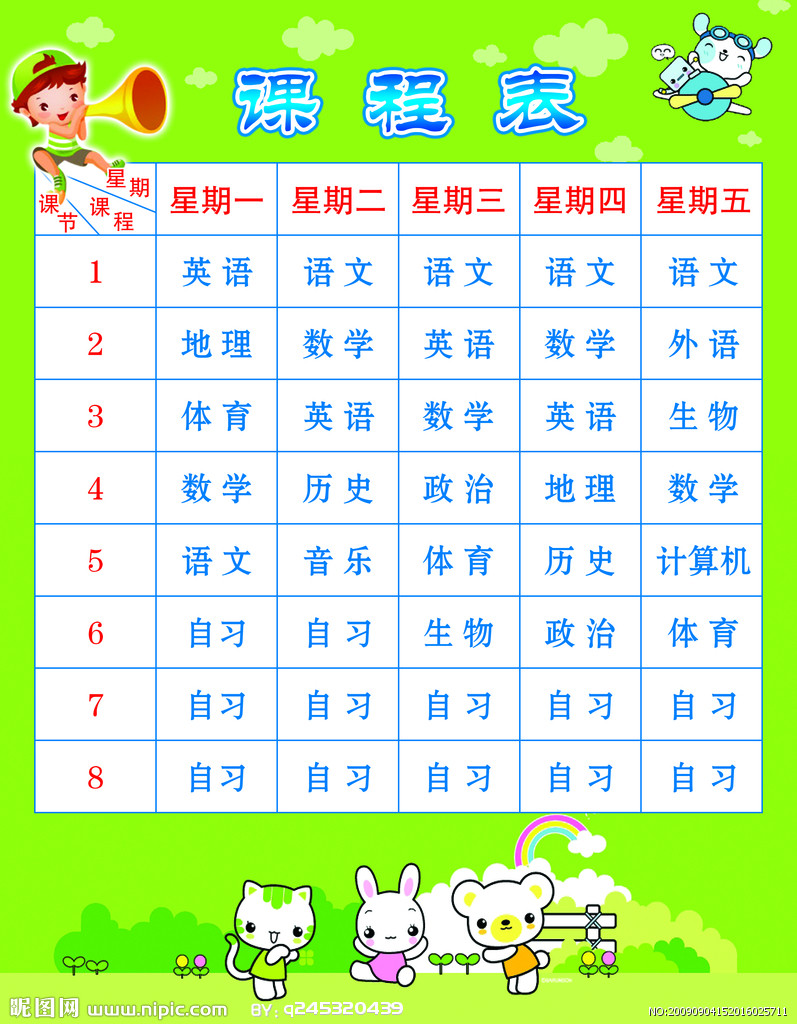 课程表
星期
课程
课节
星期一 星期二 星期三 星期四 星期五
1 英语 语文 语文 语文 语文
2 地理 数学 英语 数学 外语
3 体育 英语 数学 英语 生物
4 数学 历史 政治 地理 数学
5 语文 音乐 体育 历史 计算机
6 自习 自习 生物 政治 体育
7 自习 自习 自习 自习 自习
8 自习 自习 自习 自习 自习
昵图网 www.nipic.com BY: q245320439 NO:20090904152016025711